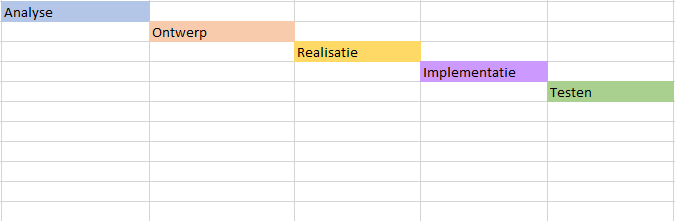 Analyse
Ontwerp
Realisatie
Implementatie
Testen